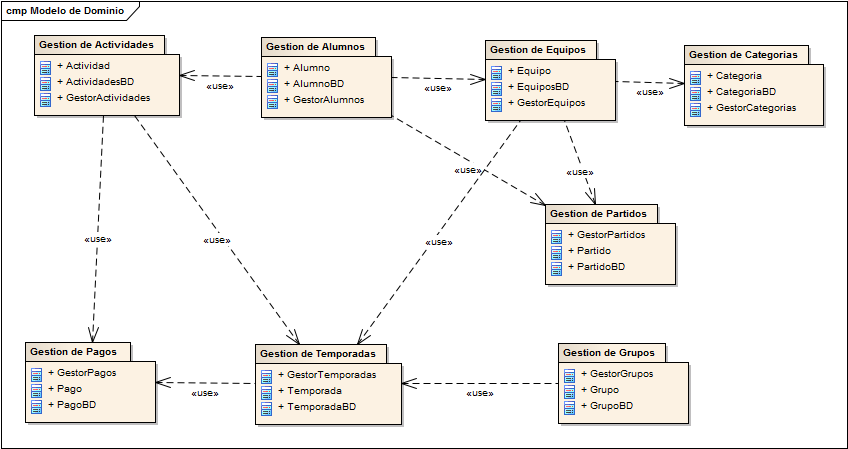 cmp Modelo de Dominio
Gestion de Actividades
+ Actividad
+ ActividadesBD
+ GestorActividades
«use»
Gestion de Alumnos
+ Alumno
+ AlumnoBD
+ GestorAlumnos
«use»
Gestion de Equipos
+ Equipo
+ EquiposBD
+ GestorEquipos
«use»
Gestion de Categorias
+ Categoria
+ CategoriaBD
+ GestorCategorias
«use»
«use»
Gestion de Partidos
+ GestorPartidos
+ Partido
+ PartidoBD
«use»
«use»
«use»
Gestion de Pagos
+ GestorPagos
+ Pago
+ PagoBD
«use»
Gestion de Temporadas
+ GestorTemporadas
+ Temporada
+ TemporadaBD
«use»
Gestion de Grupos
+ GestorGrupos
+ Grupo
+ GrupoBD